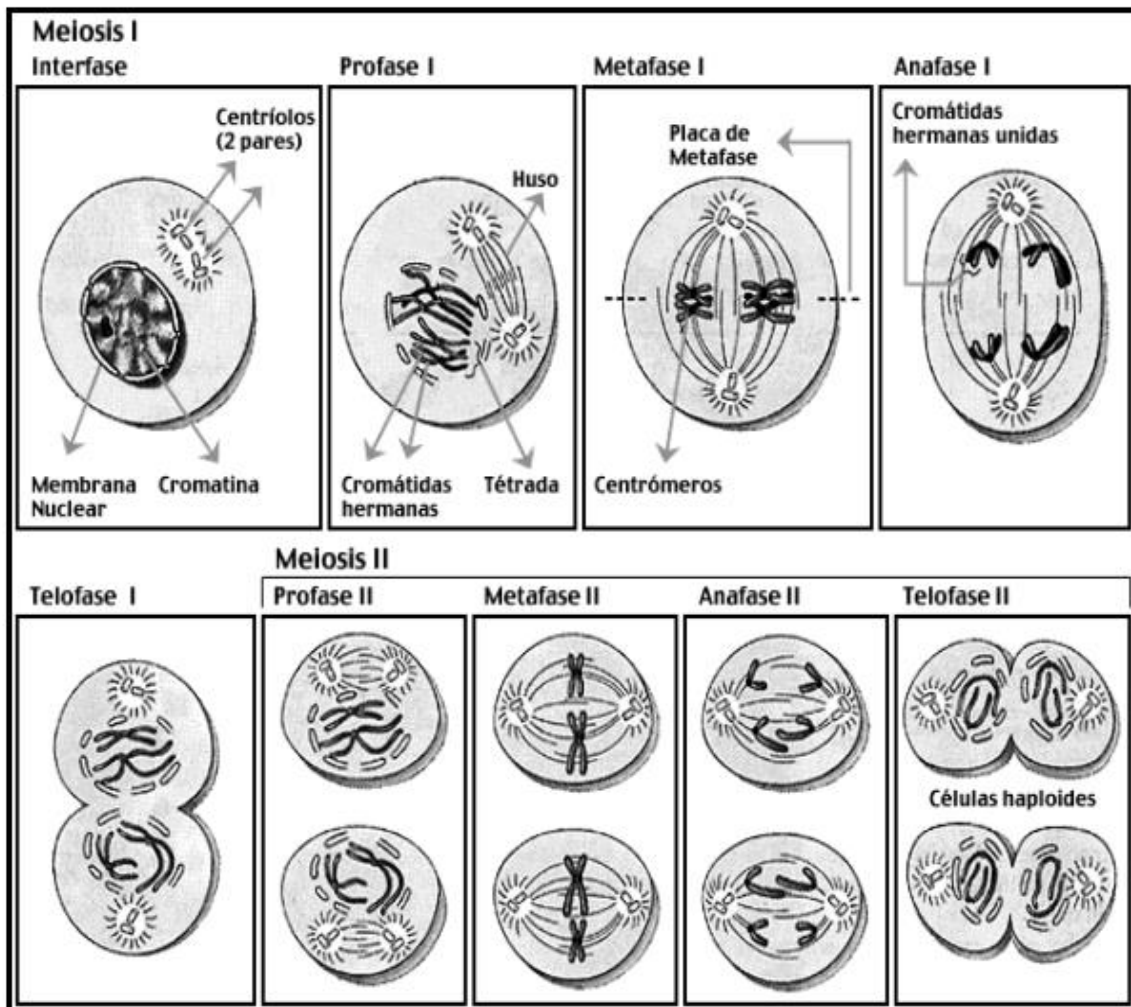 Meiosis I
Interfase
Profase I
Metafase I
Anafase I
Centríolos
(2 pares)
Membrana
Nuclear
Cromatina
Huso
Cromátidas
hermanas
Tétrada
Placa de
Metafase
Centrómeros
Cromátidas
hermanas unidas
Meiosis II
Telofase I
Profase II
Metafase II
Anafase II
Telofase II
Células haploides